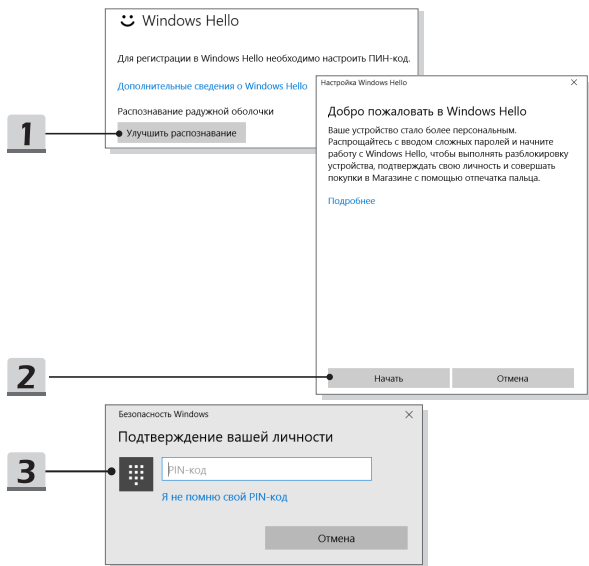 Windows Hello
Для регистрации в Windows Hello необходимо настроить ПИН-код.
Дополнительные сведения о Windows Hello
Распознавание радужной оболочки
1
Улучшить распознавание
Настройка Windows Hello
Добро пожаловать в Windows Hello
Ваше устройство стало более персональным.
Распрощайтесь с вводом сложных паролей и начните
работу с Windows Hello, чтобы выполнять разблокировку
устройства, подтверждать свою личность и совершать
покупки в Магазине с помощью отпечатка пальца.
Подробнее
2
Начать
Отмена
Безопасность Windows
Подтверждение вашей личности
3
PIN-код
Я не помню свой PIN-код
Отмена